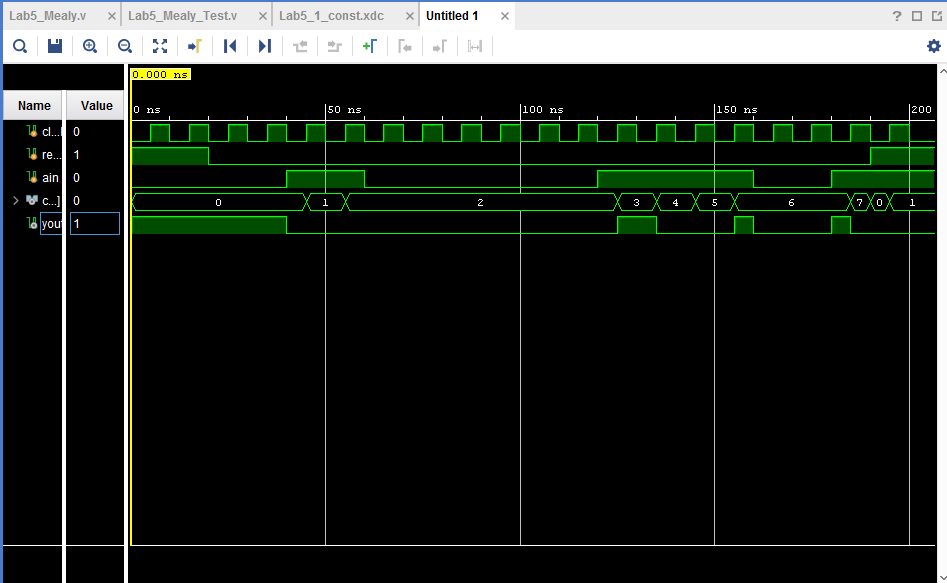 Lab5_Mealy.v × Lab5_Mealy_Test.v × Lab5_1_const.xdc × Untitled 1 ×
?
0.000 ns
Name Value
0 ns 50 ns 100 ns 150 ns 200
cl... 0
re... 1
ain 0
c...] 0 0 1 2 3 4 5 6 7 0 1
you 1